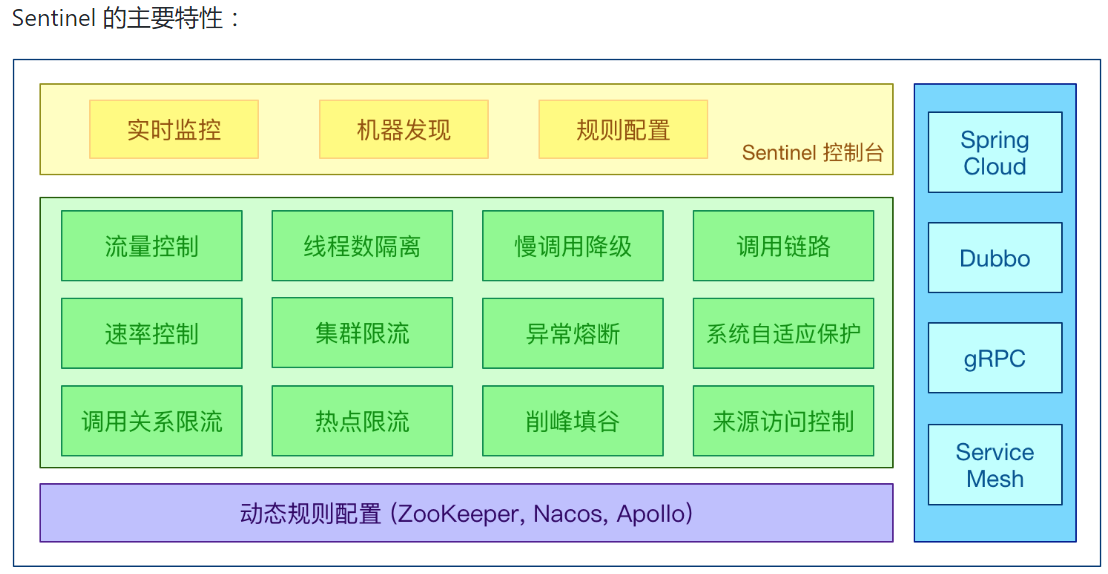 Sentinel 的主要特性：
实时监控
机器发现
规则配置
Sentinel 控制台
流量控制
线程数隔离
慢调用降级
调用链路
速率控制
集群限流
异常熔断
系统自适应保护
调用关系限流
热点限流
削峰填谷
来源访问控制
动态规则配置 (ZooKeeper, Nacos, Apollo)
Spring
Cloud
Dubbo
gRPC
Service
Mesh